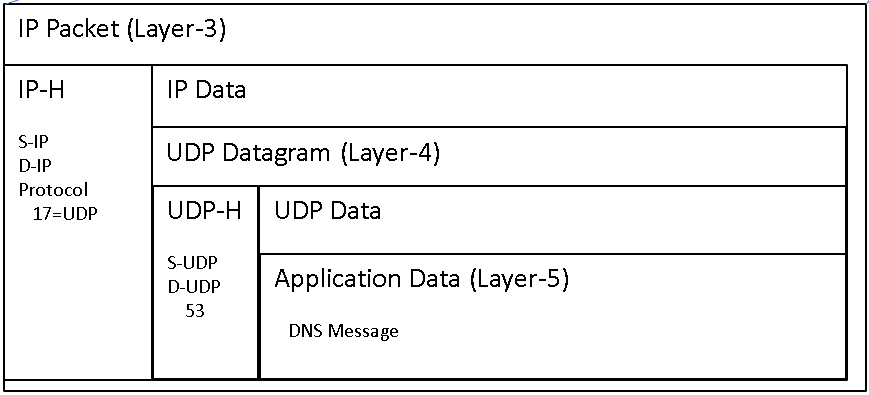 IP Packet (Layer-3)
IP-H
S-IP
D-IP
Protocol
17=UDP
IP Data
UDP Datagram (Layer-4)
UDP-H
S-UDP
D-UDP
53
UDP Data
Application Data (Layer-5)
DNS Message